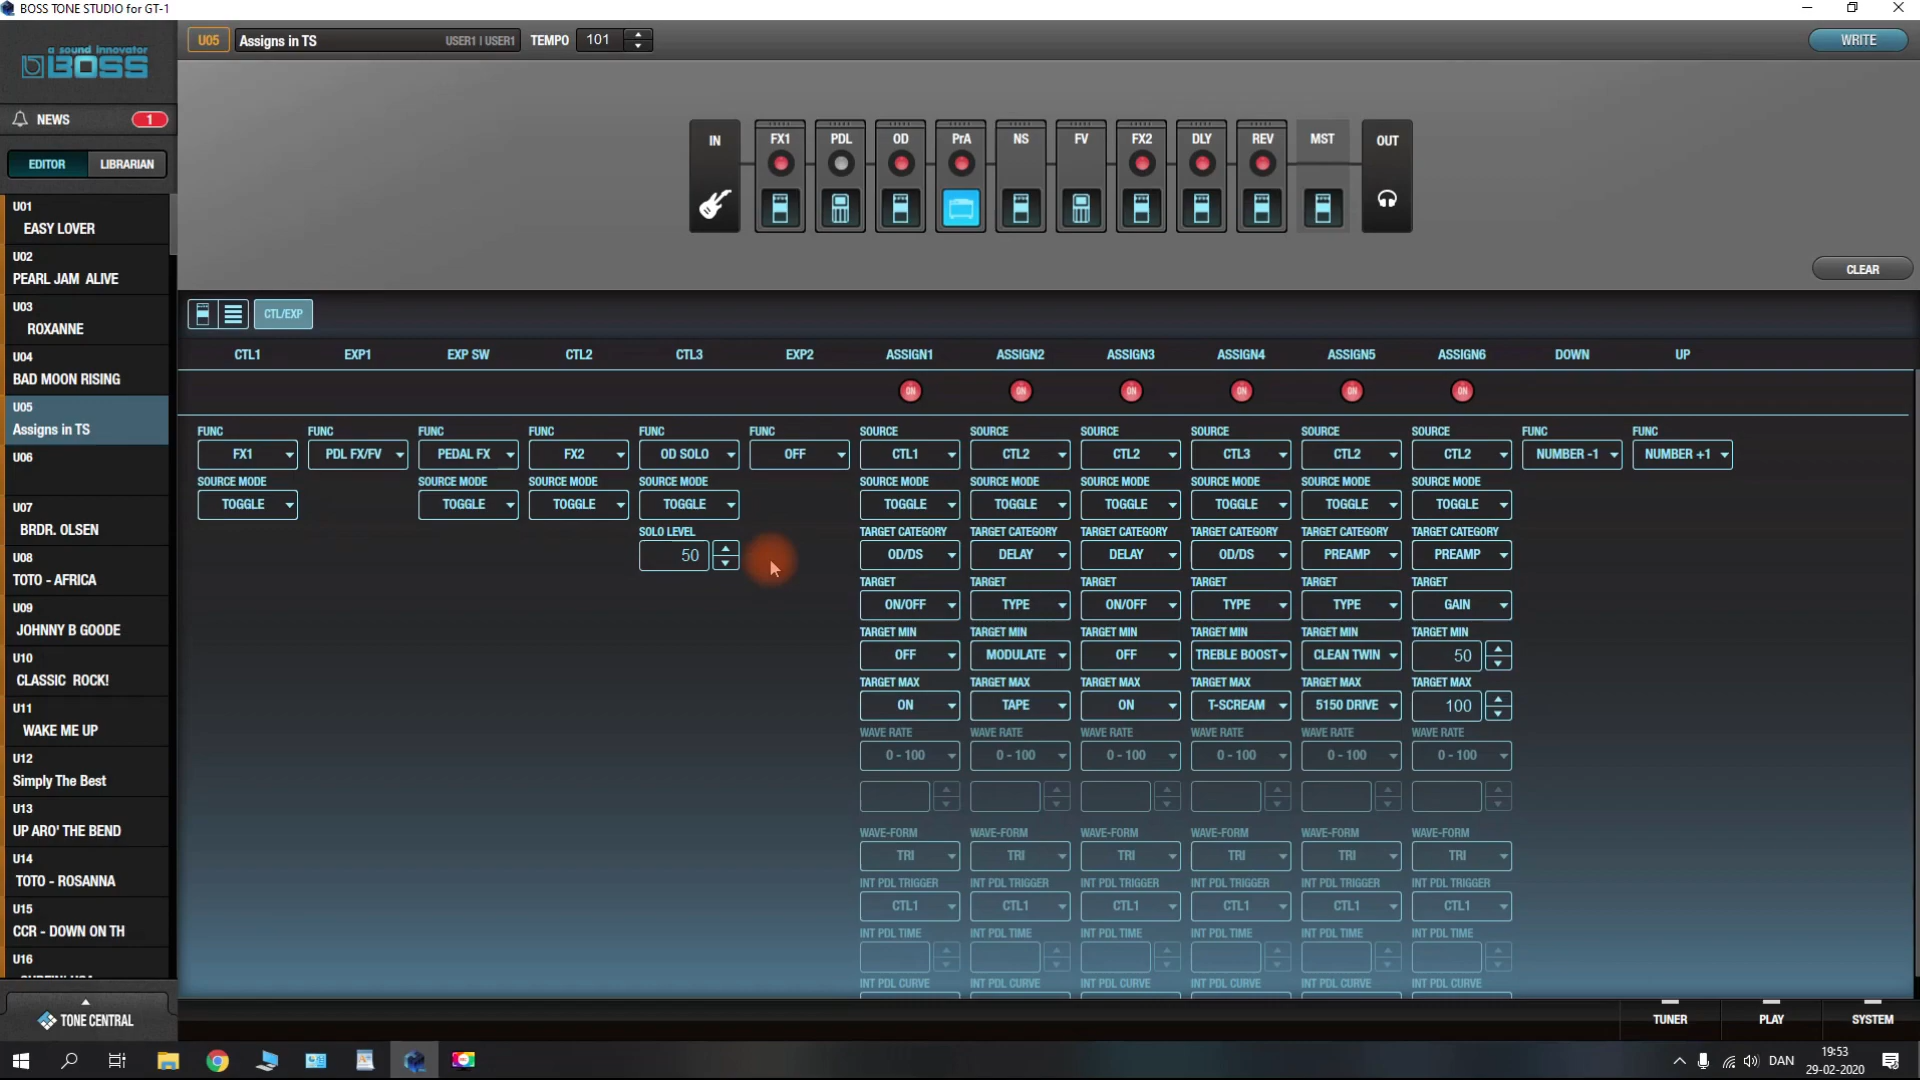 BOSS TONE STUDIO for GT-1
a sound innovator
BOSS
U05
Assigns in TS
USER1 | USER1
TEMPO
101
WRITE
NEWS
1
EDITOR
LIBRARIAN
IN
FX1
PDL
OD
PrA
NS
FV
FX2
DLY
REV
MST
OUT
CLEAR
U01
EASY LOVER
U02
PEARL JAM ALIVE
U03
ROXANNE
U04
BAD MOON RISING
U05
Assigns in TS
U06
U07
BRDR. OLSEN
U08
TOTO - AFRICA
U09
JOHNNY B GOODE
U10
CLASSIC ROCK!
U11
WAKE ME UP
U12
Simply The Best
U13
UP ARO' THE BEND
U14
TOTO - ROSANNA
U15
CCR - DOWN ON TH
U16
TONE CENTRAL
CTL/EXP
CTL1 EXP1 EXP SW CTL2 CTL3 EXP2 ASSIGN1 ASSIGN2 ASSIGN3 ASSIGN4 ASSIGN5 ASSIGN6 DOWN UP
ON ON ON ON ON ON
FUNC FUNC FUNC FUNC FUNC FUNC SOURCE SOURCE SOURCE SOURCE SOURCE SOURCE FUNC FUNC
FX1 PDL FX/FV PEDAL FX FX2 OD SOLO OFF CTL1 CTL2 CTL2 CTL3 CTL2 CTL2 NUMBER -1 NUMBER +1
SOURCE MODE SOURCE MODE SOURCE MODE SOURCE MODE SOURCE MODE SOURCE MODE SOURCE MODE SOURCE MODE SOURCE MODE SOURCE MODE
TOGGLE TOGGLE TOGGLE TOGGLE TOGGLE TOGGLE TOGGLE TOGGLE TOGGLE TOGGLE
SOLO LEVEL TARGET CATEGORY TARGET CATEGORY TARGET CATEGORY TARGET CATEGORY TARGET CATEGORY TARGET CATEGORY
50 OD/DS DELAY DELAY OD/DS PREAMP PREAMP
TARGET TARGET TARGET TARGET TARGET TARGET
ON/OFF TYPE ON/OFF TYPE TYPE GAIN
TARGET MIN TARGET MIN TARGET MIN TARGET MIN TARGET MIN TARGET MIN
OFF MODULATE OFF TREBLE BOOST CLEAN TWIN 50
TARGET MAX TARGET MAX TARGET MAX TARGET MAX TARGET MAX TARGET MAX
ON TAPE ON T-SCREAM 5150 DRIVE 100
WAVE RATE WAVE RATE WAVE RATE WAVE RATE WAVE RATE WAVE RATE
0 - 100 0 - 100 0 - 100 0 - 100 0 - 100 0 - 100
WAVE-FORM WAVE-FORM WAVE-FORM WAVE-FORM WAVE-FORM WAVE-FORM
TRI TRI TRI TRI TRI TRI
INT PDL TRIGGER INT PDL TRIGGER INT PDL TRIGGER INT PDL TRIGGER INT PDL TRIGGER INT PDL TRIGGER
CTL1 CTL1 CTL1 CTL1 CTL1 CTL1
INT PDL TIME INT PDL TIME INT PDL TIME INT PDL TIME INT PDL TIME INT PDL TIME
INT PDL CURVE INT PDL CURVE INT PDL CURVE INT PDL CURVE INT PDL CURVE INT PDL CURVE
TUNER
PLAY
SYSTEM
DAN
19:53
29-02-2020